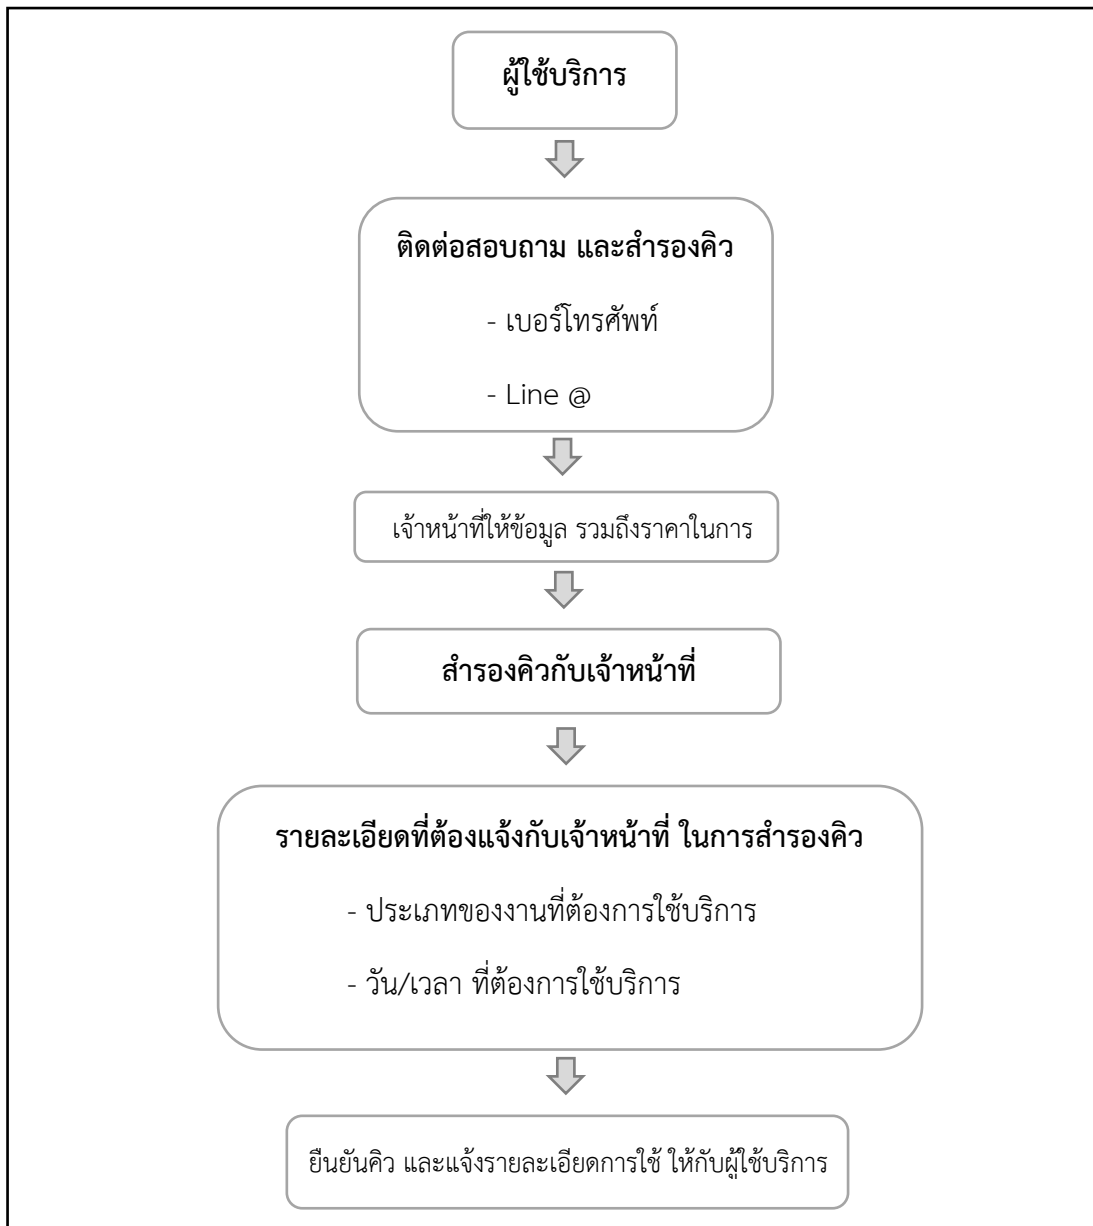 ผู้ใช้บริการ
ติดต่อสอบถาม และสำรองคิว
- เบอร์โทรศัพท์
- Line @
เจ้าหน้าที่ให้ข้อมูล รวมถึงราคาในการ
สำรองคิวกับเจ้าหน้าที่
รายละเอียดที่ต้องแจ้งกับเจ้าหน้าที่ ในการสำรองคิว
- ประเภทของงานที่ต้องการใช้บริการ
- วัน/เวลา ที่ต้องการใช้บริการ
ยืนยันคิว และแจ้งรายละเอียดการใช้ ให้กับผู้ใช้บริการ